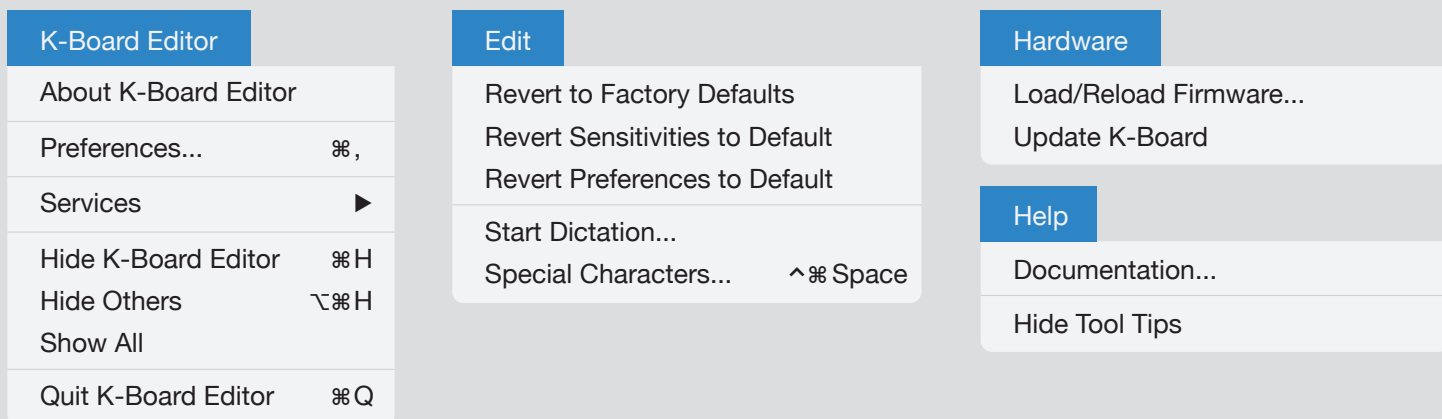 K-Board Editor
About K-Board Editor
Preferences... ⌘,
Services ▶
Hide K-Board Editor ⌘H
Hide Others ⌥⌘H
Show All
Quit K-Board Editor ⌘Q
Edit
Revert to Factory Defaults
Revert Sensitivities to Default
Revert Preferences to Default
Start Dictation...
Special Characters... ^⌘Space
Hardware
Load/Reload Firmware...
Update K-Board
Help
Documentation...
Hide Tool Tips